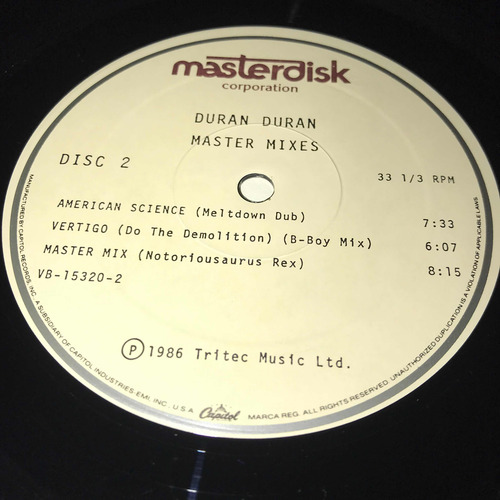 masterdisk
corporation
DURAN DURAN
MASTER MIXES
DISC 2
33 1/3 RPM
AMERICAN SCIENCE (Meltdown Dub) 7:33
VERTIGO (Do The Demolition) (B-Boy Mix) 6:07
MASTER MIX (Notoriousaurus Rex) 8:15
VB-15320-2
Ⓟ1986 Tritec Music Ltd.
MANUFACTURED BY CAPITOL RECORDS, INC. A SUBSIDIARY OF CAPITOL INDUSTRIES EMI, INC., U.S.A. Capitol MARCA REG. ALL RIGHTS RESERVED. UNAUTHORIZED DUPLICATION IS A VIOLATION OF APPLICABLE LAWS